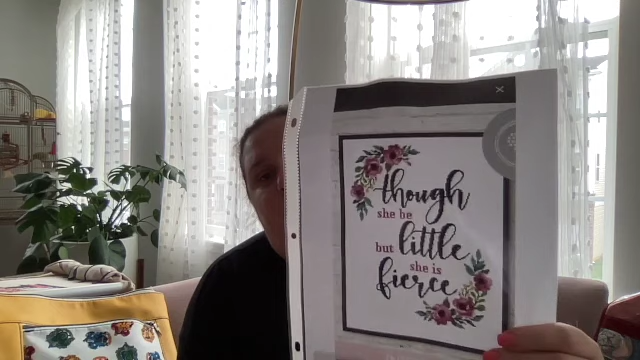 though
she be
but little
she is
fierce